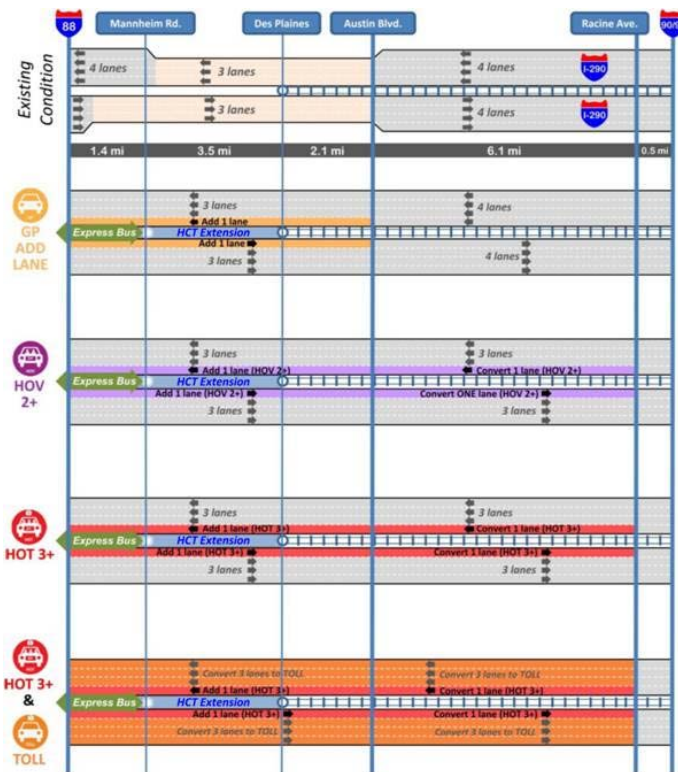 88
Mannheim Rd.
Des Plaines
Austin Blvd.
Racine Ave.
90/9
Existing
Condition
4 lanes
3 lanes
4 lanes
I-290
3 lanes
4 lanes
I-290
1.4 mi
3.5 mi
2.1 mi
6.1 mi
0.5 mi
GP
ADD
LANE
3 lanes
4 lanes
Add 1 lane
Express Bus
HCT Extension
Add 1 lane
3 lanes
4 lanes
HOV
2+
3 lanes
3 lanes
Add 1 lane (HOV 2+)
Convert 1 lane (HOV 2+)
Express Bus
HCT Extension
Add 1 lane (HOV 2+)
Convert ONE lane (HOV 2+)
3 lanes
3 lanes
HOT 3+
3 lanes
3 lanes
Add 1 lane (HOT 3+)
Convert 1 lane (HOT 3+)
Express Bus
HCT Extension
Add 1 lane (HOT 3+)
Convert 1 lane (HOT 3+)
3 lanes
3 lanes
HOT 3+
&
TOLL
Convert 3 lanes to TOLL
Convert 3 lanes to TOLL
Add 1 lane (HOT 3+)
Convert 1 lane (HOT 3+)
Express Bus
HCT Extension
Add 1 lane (HOT 3+)
Convert 1 lane (HOT 3+)
Convert 3 lanes to TOLL
Convert 3 lanes to TOLL